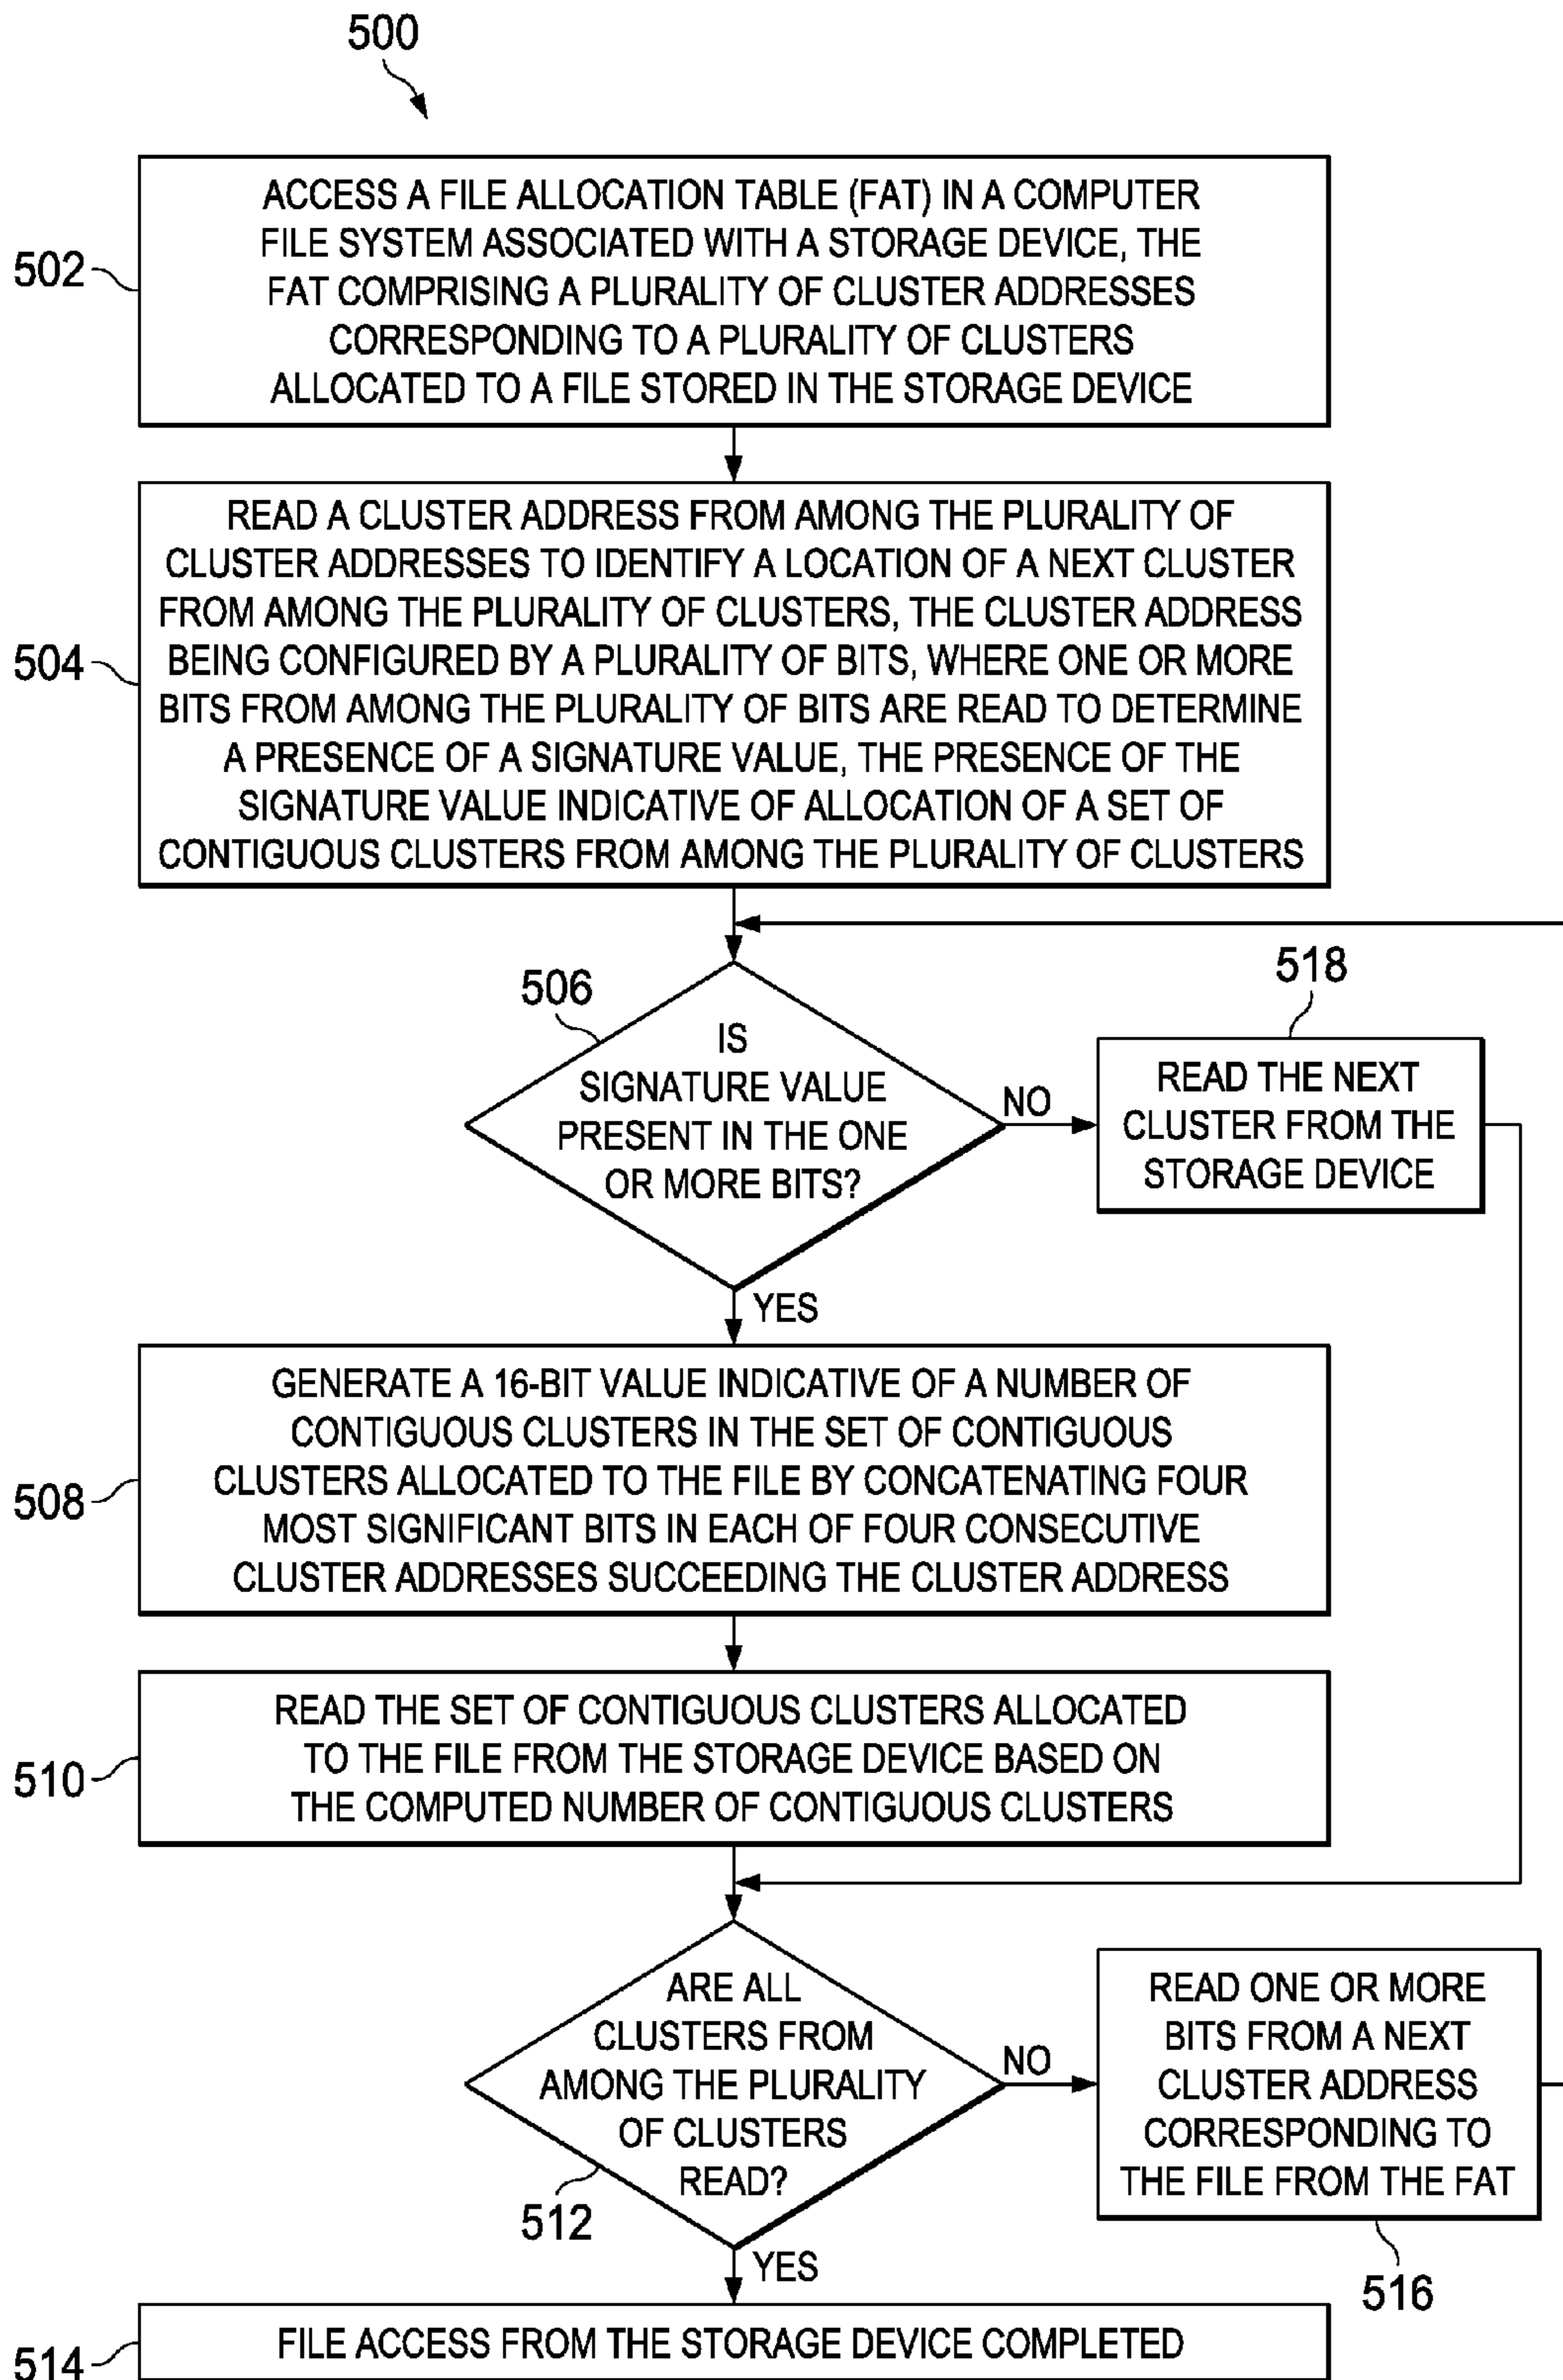 500
502
ACCESS A FILE ALLOCATION TABLE (FAT) IN A COMPUTER
FILE SYSTEM ASSOCIATED WITH A STORAGE DEVICE, THE
FAT COMPRISING A PLURALITY OF CLUSTER ADDRESSES
CORRESPONDING TO A PLURALITY OF CLUSTERS
ALLOCATED TO A FILE STORED IN THE STORAGE DEVICE
504
READ A CLUSTER ADDRESS FROM AMONG THE PLURALITY OF
CLUSTER ADDRESSES TO IDENTIFY A LOCATION OF A NEXT CLUSTER
FROM AMONG THE PLURALITY OF CLUSTERS, THE CLUSTER ADDRESS
BEING CONFIGURED BY A PLURALITY OF BITS, WHERE ONE OR MORE
BITS FROM AMONG THE PLURALITY OF BITS ARE READ TO DETERMINE
A PRESENCE OF A SIGNATURE VALUE, THE PRESENCE OF THE
SIGNATURE VALUE INDICATIVE OF ALLOCATION OF A SET OF
CONTIGUOUS CLUSTERS FROM AMONG THE PLURALITY OF CLUSTERS
506
IS
SIGNATURE VALUE
PRESENT IN THE ONE
OR MORE BITS?
NO
518
READ THE NEXT
CLUSTER FROM THE
STORAGE DEVICE
YES
508
GENERATE A 16-BIT VALUE INDICATIVE OF A NUMBER OF
CONTIGUOUS CLUSTERS IN THE SET OF CONTIGUOUS
CLUSTERS ALLOCATED TO THE FILE BY CONCATENATING FOUR
MOST SIGNIFICANT BITS IN EACH OF FOUR CONSECUTIVE
CLUSTER ADDRESSES SUCCEEDING THE CLUSTER ADDRESS
510
READ THE SET OF CONTIGUOUS CLUSTERS ALLOCATED
TO THE FILE FROM THE STORAGE DEVICE BASED ON
THE COMPUTED NUMBER OF CONTIGUOUS CLUSTERS
ARE ALL
CLUSTERS FROM
AMONG THE PLURALITY
OF CLUSTERS
READ?
512
NO
READ ONE OR MORE
BITS FROM A NEXT
CLUSTER ADDRESS
CORRESPONDING TO
THE FILE FROM THE FAT
516
YES
514
FILE ACCESS FROM THE STORAGE DEVICE COMPLETED